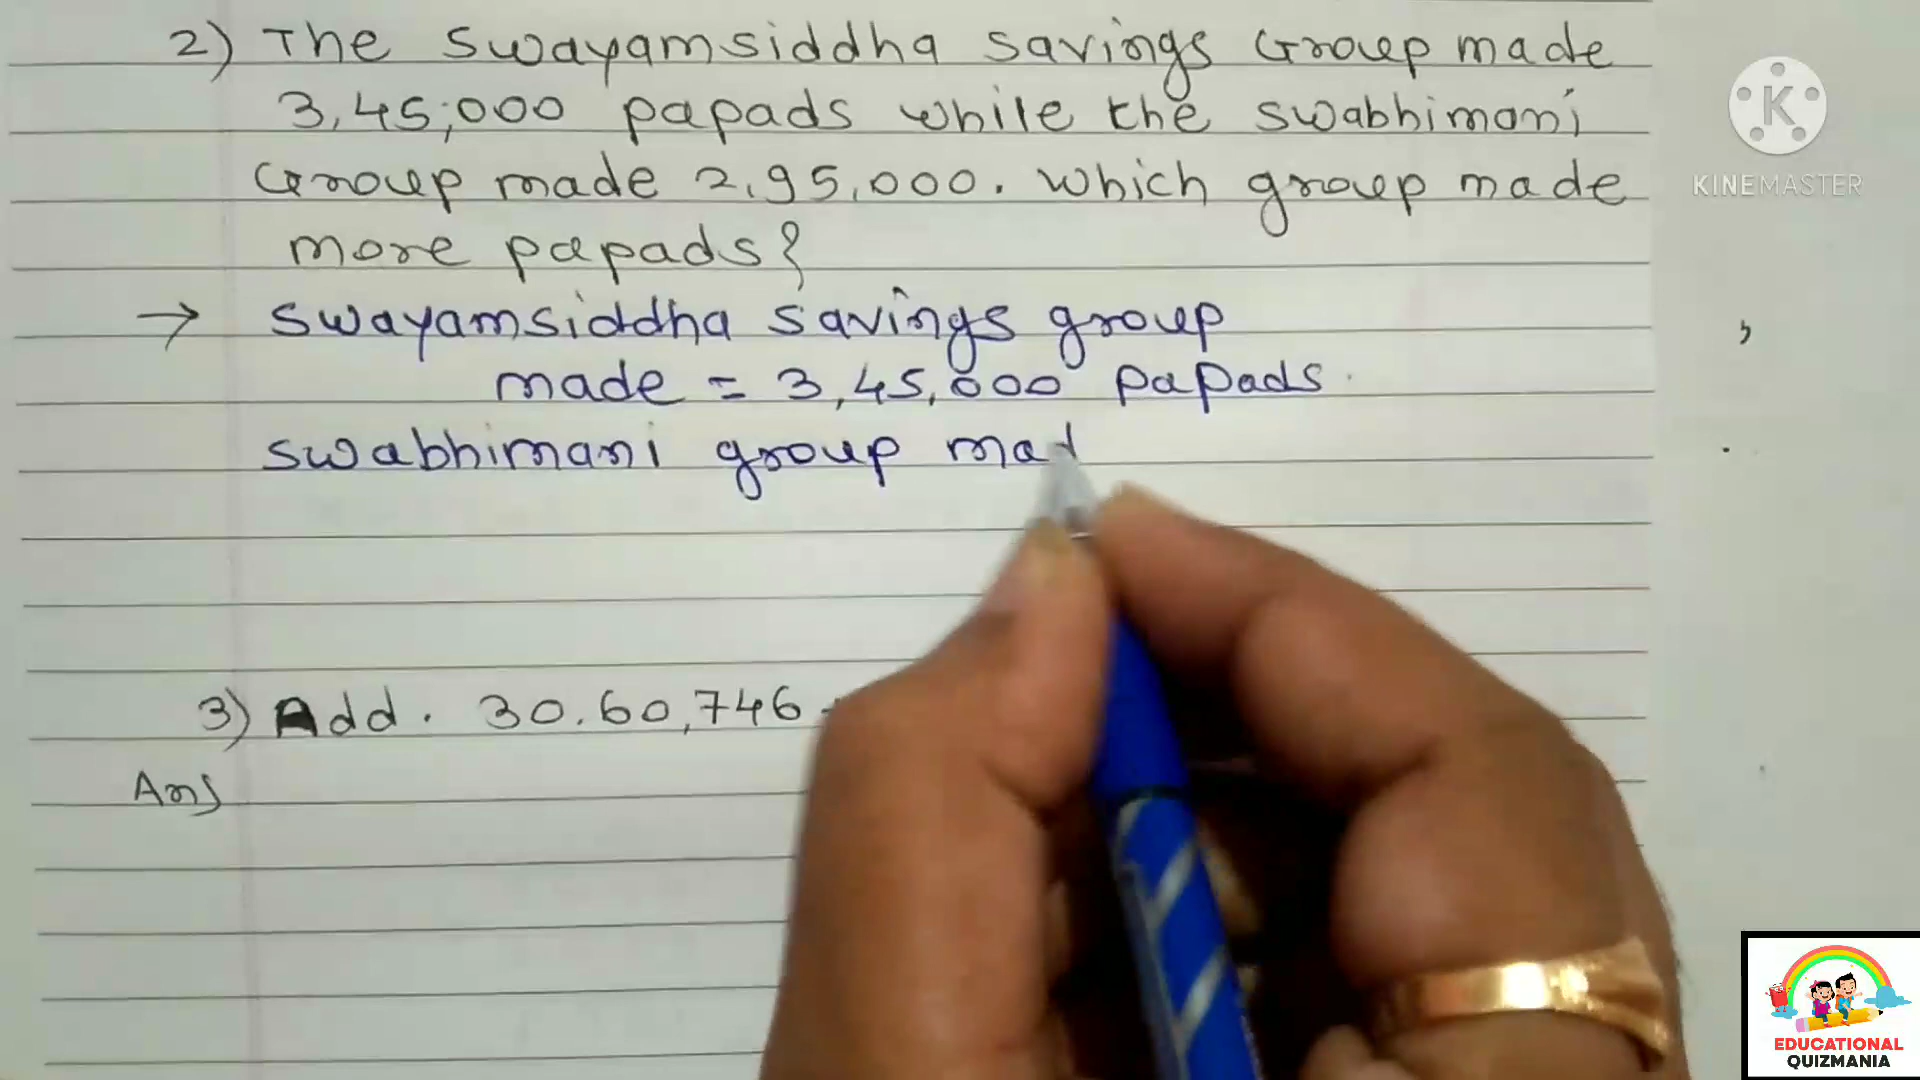 2) The Swayamsiddha savings Group made
3,45,000 papads while the swabhimani
Group made 2,95,000. which group made
more papads?
→ swayamsiddha savings group
made = 3,45,000 papads.
swabhimani group mad
3) Add. 30.60,746
Ans
K
KINEMASTER
EDUCATIONAL
QUIZMANIA